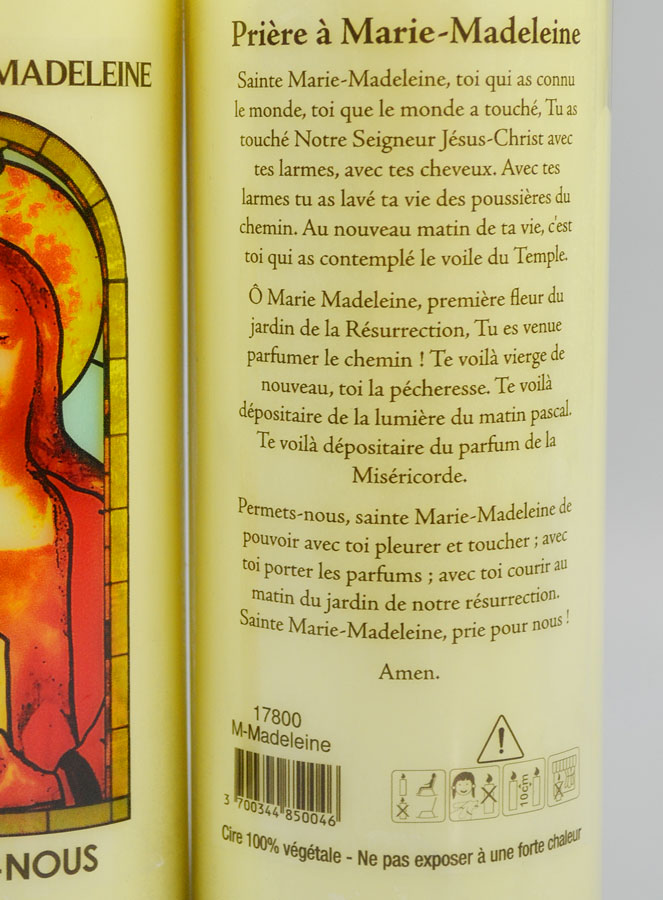 MADELEINE
-NOUS
Prière à Marie-Madeleine
Sainte Marie-Madeleine, toi qui as connu
le monde, toi que le monde a touché, Tu as
touché Notre Seigneur Jésus-Christ avec
tes larmes, avec tes cheveux. Avec tes
larmes tu as lavé ta vie des poussières du
chemin. Au nouveau matin de ta vie, c'est
toi qui as contemplé le voile du Temple.
Ô Marie Madeleine, première fleur du
jardin de la Résurrection, Tu es venue
parfumer le chemin ! Te voilà vierge de
nouveau, toi la pécheresse. Te voilà
dépositaire de la lumière du matin pascal.
Te voilà dépositaire du parfum de la
Miséricorde.
Permets-nous, sainte Marie-Madeleine de
pouvoir avec toi pleurer et toucher ; avec
toi porter les parfums ; avec toi courir au
matin du jardin de notre résurrection.
Sainte Marie-Madeleine, prie pour nous !
Amen.
17800
M-Madeleine
3 700344 850046
10cm
Cire 100% végétale - Ne pas exposer à une forte chaleur